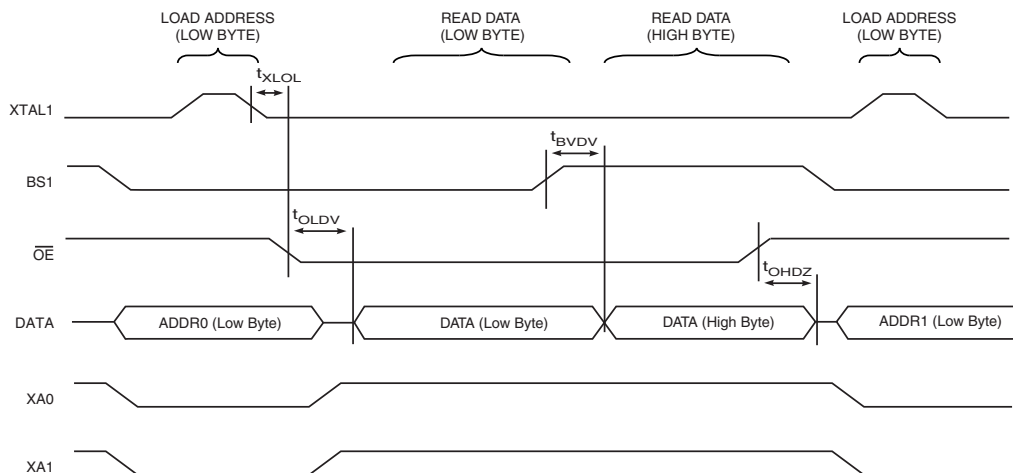 LOAD ADDRESS
(LOW BYTE)
READ DATA
(LOW BYTE)
READ DATA
(HIGH BYTE)
LOAD ADDRESS
(LOW BYTE)
tXLOL
XTAL1
tBVDV
BS1
tOLDV
OE
tOHDZ
DATA
ADDR0 (Low Byte)
DATA (Low Byte)
DATA (High Byte)
ADDR1 (Low Byte)
XA0
XA1